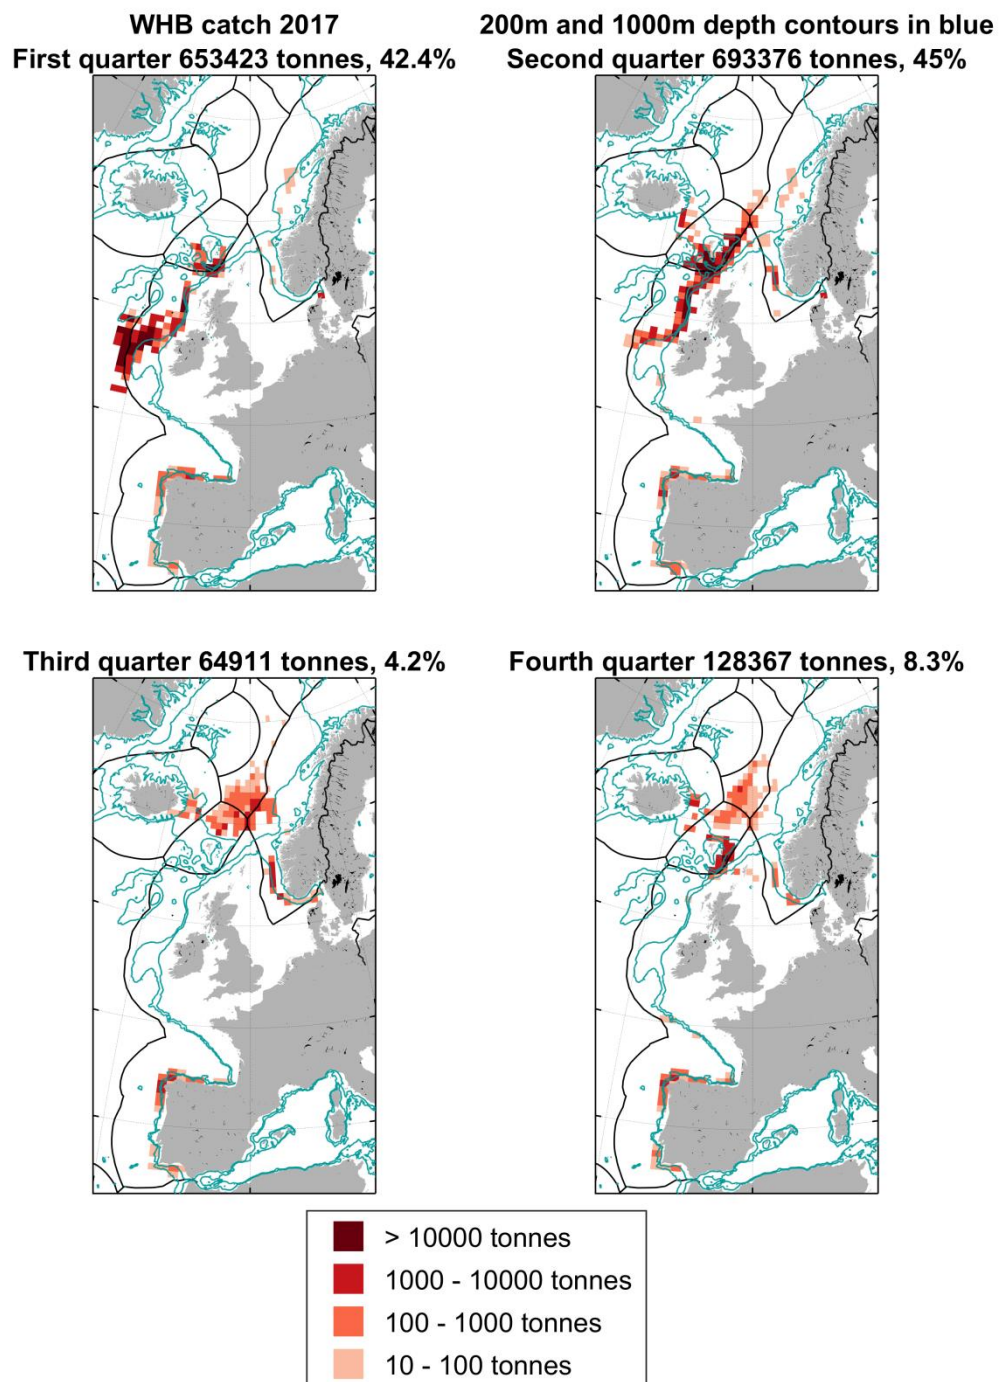 WHB catch 2017
First quarter 653423 tonnes, 42.4%
200m and 1000m depth contours in blue
Second quarter 693376 tonnes, 45%
Third quarter 64911 tonnes, 4.2%
Fourth quarter 128367 tonnes, 8.3%
> 10000 tonnes
1000 - 10000 tonnes
100 - 1000 tonnes
10 - 100 tonnes